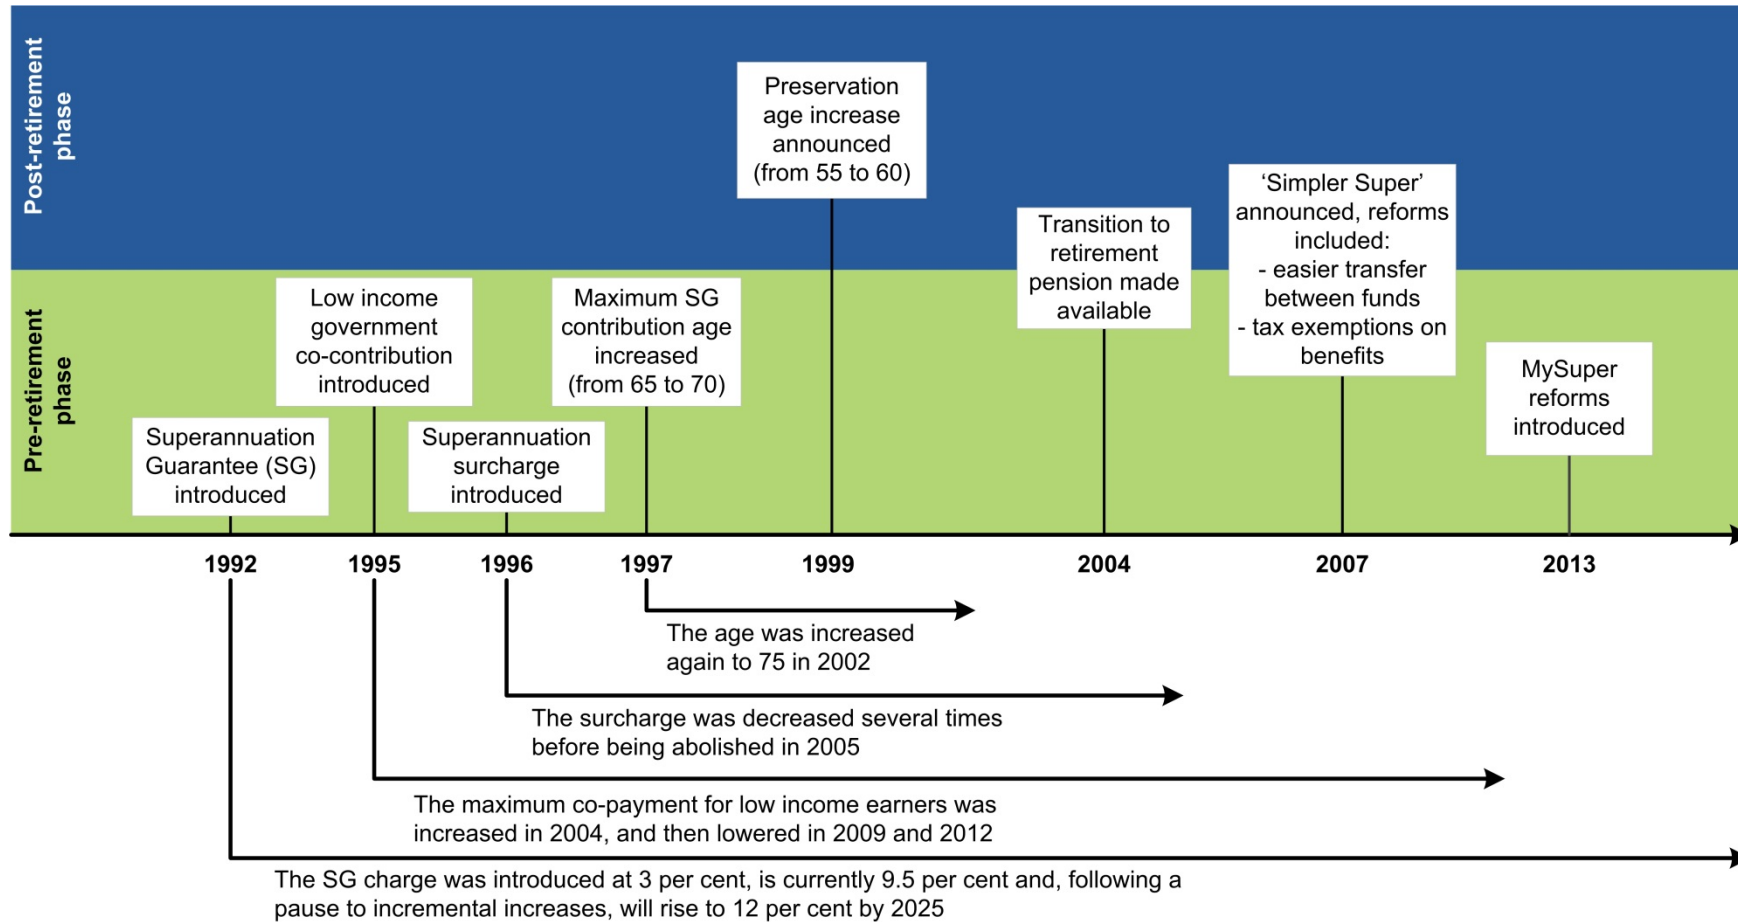 Post-retirement
phase
Pre-retirement
phase
Superannuation
Guarantee (SG)
introduced
Low income
government
co-contribution
introduced
Superannuation
surcharge
introduced
Maximum SG
contribution age
increased
(from 65 to 70)
Preservation
age increase
announced
(from 55 to 60)
Transition to
retirement
pension made
available
‘Simpler Super’
announced, reforms
included:
- easier transfer
between funds
- tax exemptions on
benefits
MySuper
reforms
introduced
1992 1995 1996 1997 1999 2004 2007 2013
The age was increased
again to 75 in 2002
The surcharge was decreased several times
before being abolished in 2005
The maximum co-payment for low income earners was
increased in 2004, and then lowered in 2009 and 2012
The SG charge was introduced at 3 per cent, is currently 9.5 per cent and, following a
pause to incremental increases, will rise to 12 per cent by 2025